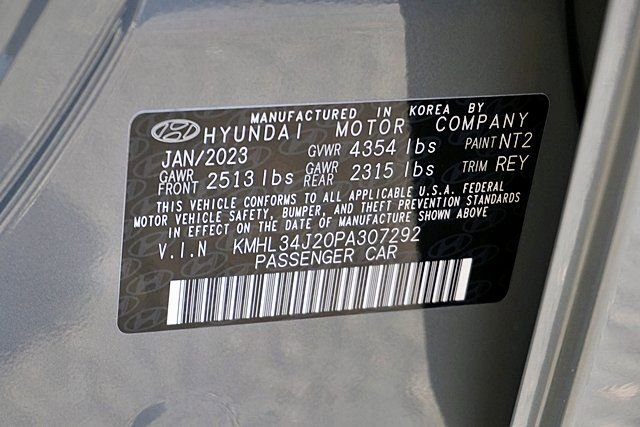 MANUFACTURED IN KOREA BY
HYUNDAI MOTOR COMPANY
JAN/2023 GVWR 4354 lbs PAINT NT2
GAWR FRONT 2513 lbs GAWR REAR 2315 lbs TRIM REY
THIS VEHICLE CONFORMS TO ALL APPLICABLE U.S.A. FEDERAL
MOTOR VEHICLE SAFETY, BUMPER, AND THEFT PREVENTION STANDARDS
IN EFFECT ON THE DATE OF MANUFACTURE SHOWN ABOVE
V.I.N KMHL34J20PA307292
PASSENGER CAR